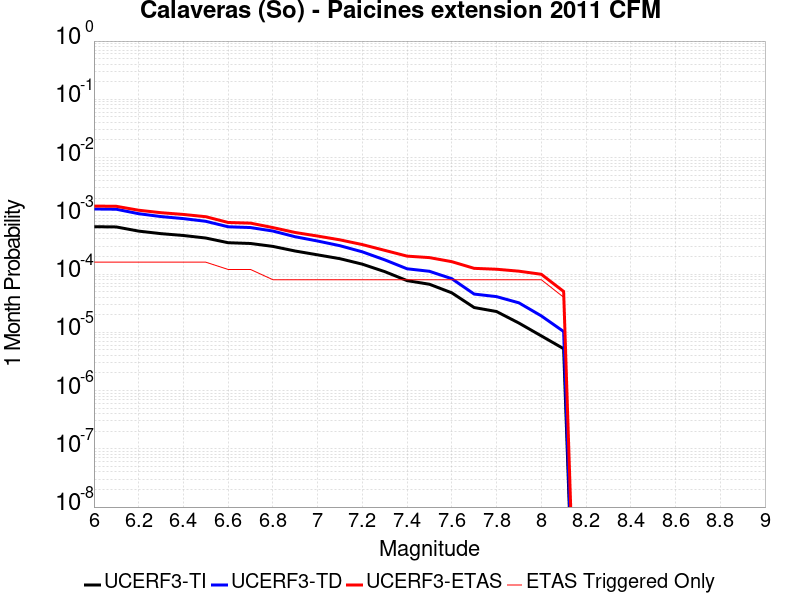 Calaveras (So) - Paicines extension 2011 CFM
1 Month Probability
10^0
10^-1
10^-2
10^-3
10^-4
10^-5
10^-6
10^-7
10^-8
6 6.2 6.4 6.6 6.8 7 7.2 7.4 7.6 7.8 8 8.2 8.4 8.6 8.8 9
Magnitude
UCERF3-TI UCERF3-TD UCERF3-ETAS ETAS Triggered Only